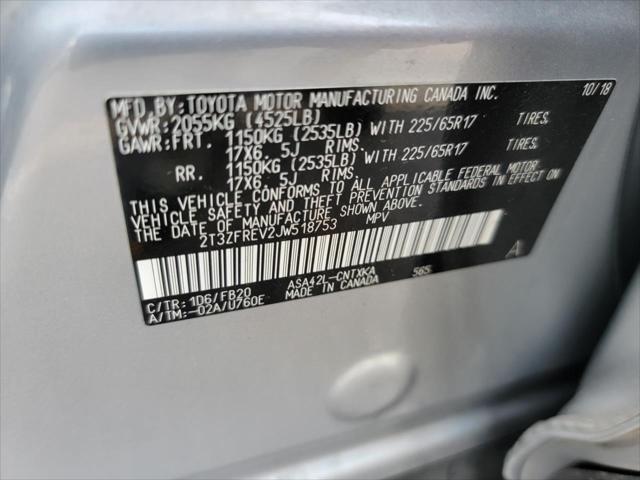 MFD.BY:TOYOTA MOTOR MANUFACTURING CANADA INC. 10/18
GVWR:2055KG (4525LB)
GAWR:FRT. 1150KG (2535LB) WITH 225/65R17 TIRES,
17X6.5J RIMS.
RR. 1150KG (2535LB) WITH 225/65R17 TIRES,
17X6.5J RIMS.
THIS VEHICLE CONFORMS TO ALL APPLICABLE FEDERAL MOTOR
VEHICLE SAFETY AND THEFT PREVENTION STANDARDS IN EFFECT ON
THE DATE OF MANUFACTURE SHOWN ABOVE.
2T3ZFREV2JW518753 MPV
A
C/TR:1D6/FB20 ASA42L-CNTXKA 565
A/TM:-02A/U760E MADE IN CANADA